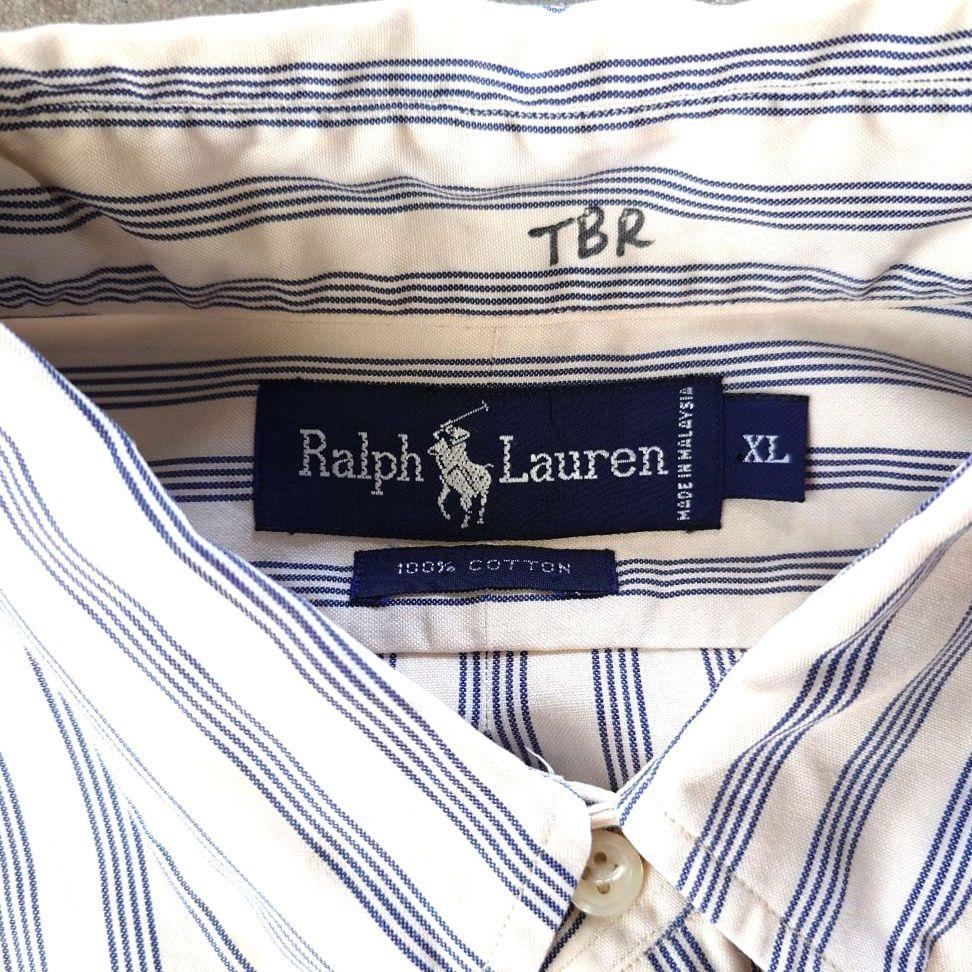 TBR
Ralph Lauren
MADE IN MALAYSIA
XL
100% COTTON